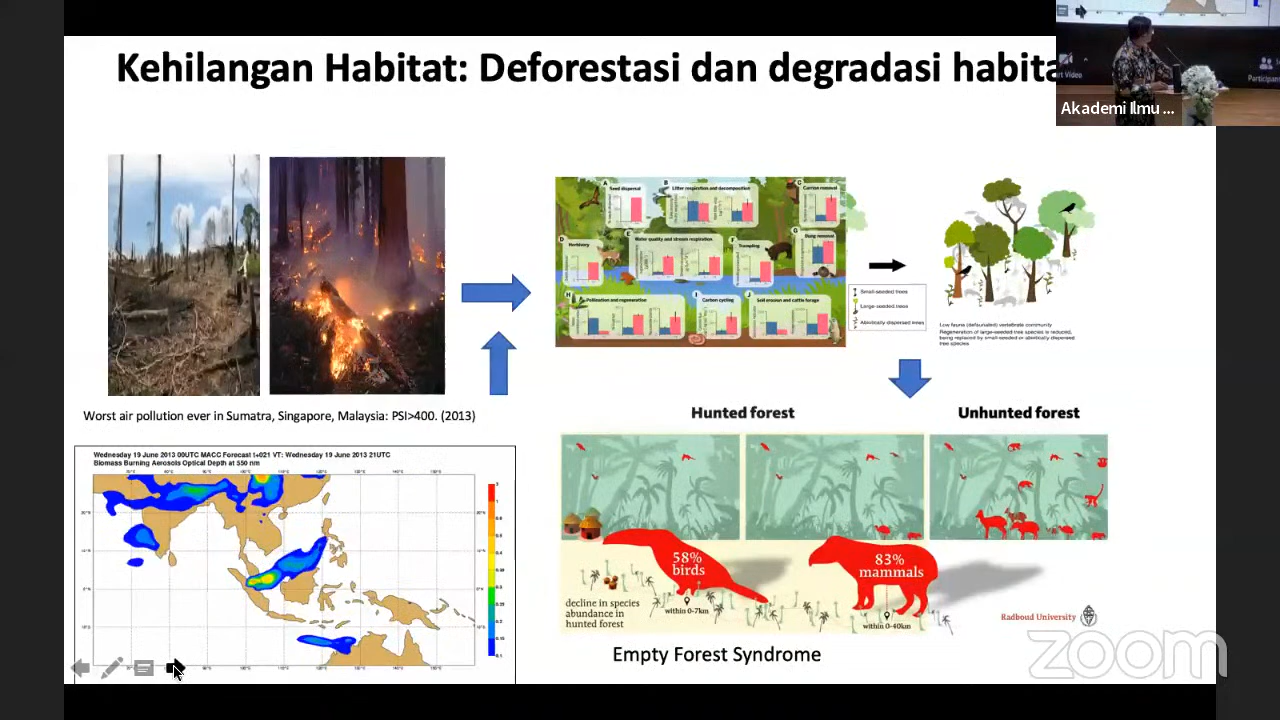 Kehilangan Habitat: Deforestasi dan degradasi habita
art Video
Participants
Akademi Ilmu ...
A
Seed dispersal
B
Litter respiration and decomposition
C
Carrion removal
D
Herbivory
E
Water quality and stream respiration
F
Trampling
G
Dung removal
H
Pollination and regeneration
I
Carbon cycling
J
Soil erosion and cattle forage
Small-seeded trees
Large-seeded trees
Abiotically dispersed trees
Low fauna (defaunated) vertebrate community
Regeneration of large-seeded tree species is reduced,
being replaced by small-seeded or abiotically dispersed
tree species
Worst air pollution ever in Sumatra, Singapore, Malaysia: PSI>400. (2013)
Wednesday 19 June 2013 00UTC MACC Forecast t+021 VT: Wednesday 19 June 2013 21UTC
Biomass Burning Aerosols Optical Depth at 550 nm
Hunted forest
Unhunted forest
58%
birds
83%
mammals
within 0-7km
within 0-40km
decline in species
abundance in
hunted forest
Radboud University
Empty Forest Syndrome
zoom